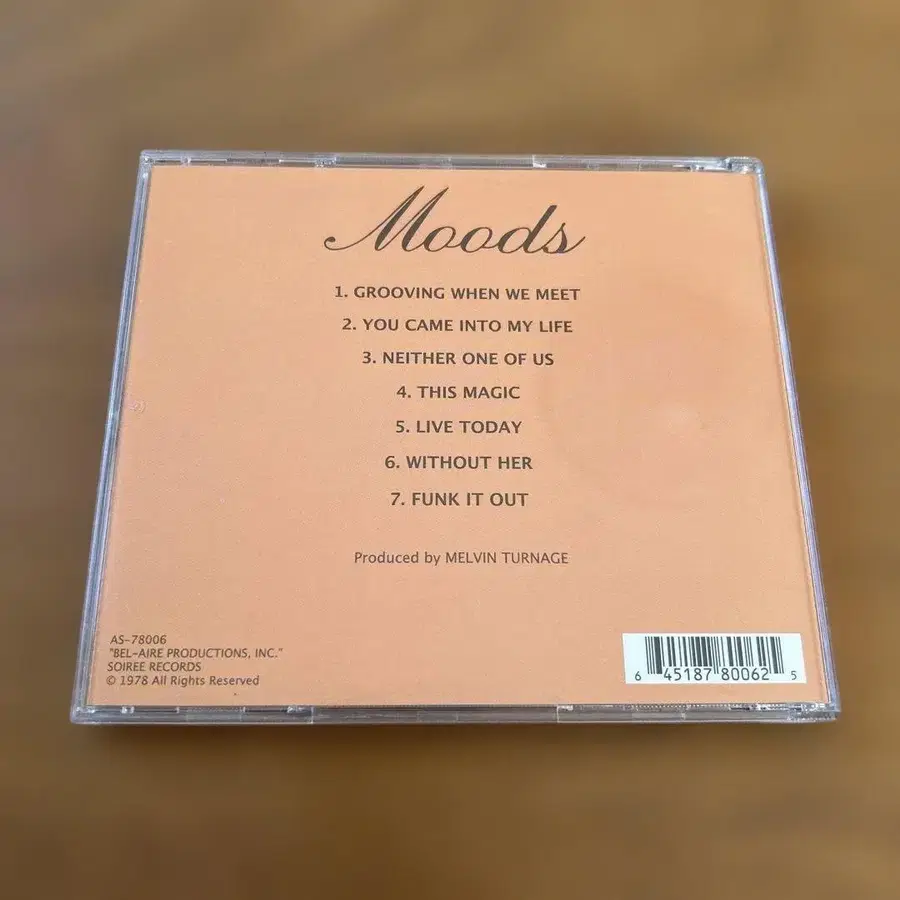 Moods
1. GROOVING WHEN WE MEET
2. YOU CAME INTO MY LIFE
3. NEITHER ONE OF US
4. THIS MAGIC
5. LIVE TODAY
6. WITHOUT HER
7. FUNK IT OUT
Produced by MELVIN TURNAGE
AS-78006
"BEL-AIRE PRODUCTIONS, INC."
SOIREE RECORDS
© 1978 All Rights Reserved
6 45187 80062 5